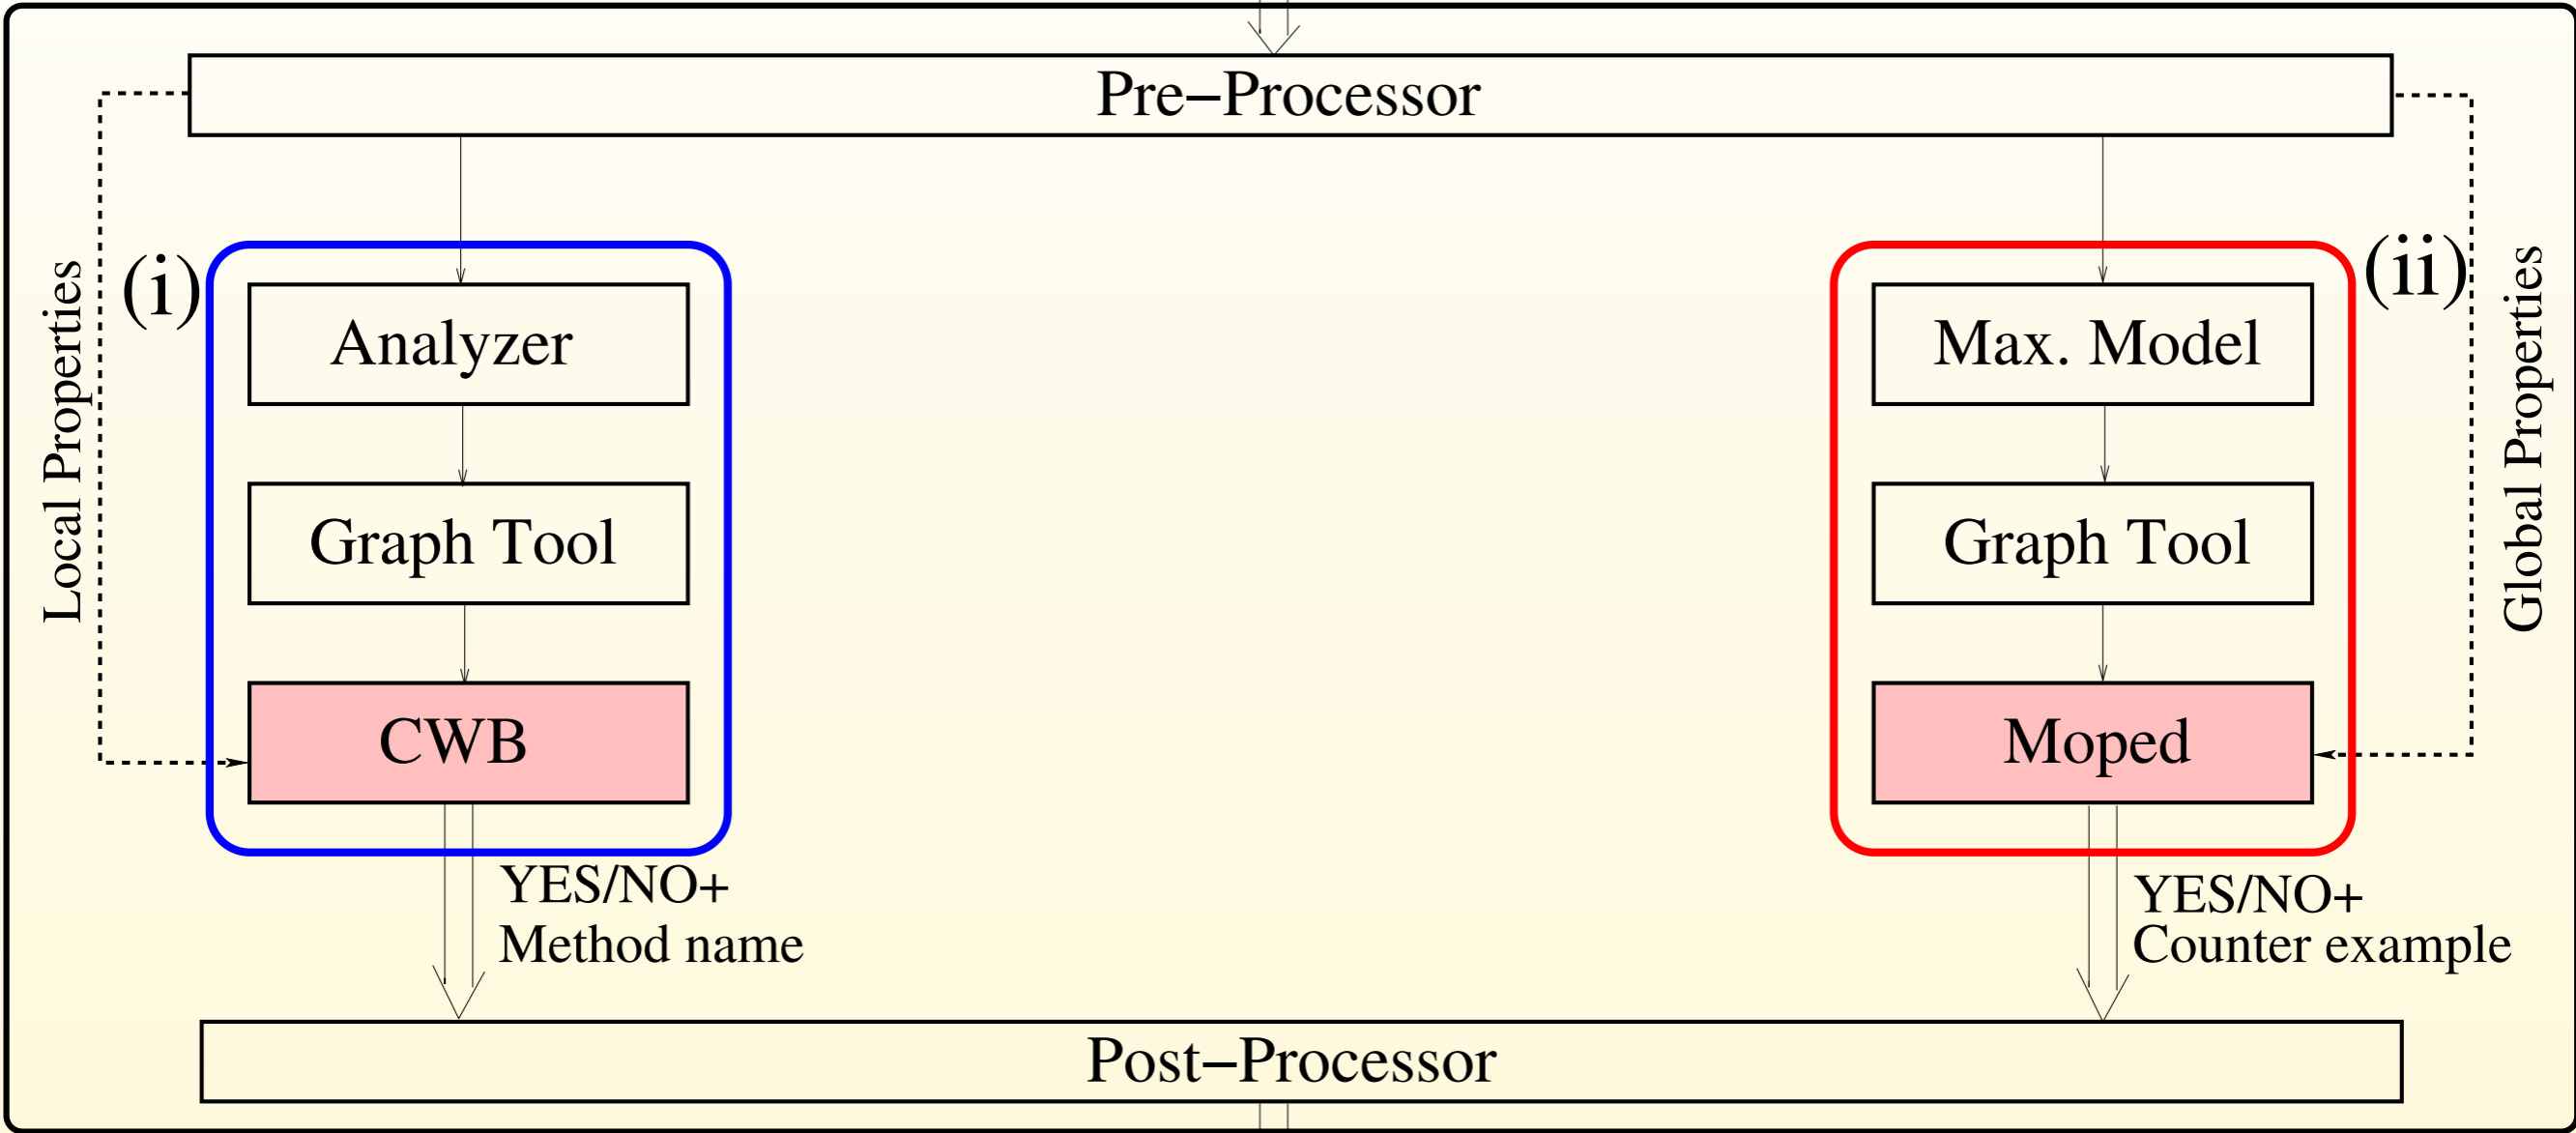 Pre–Processor
Local Properties
(i)
Analyzer
Graph Tool
CWB
YES/NO+
Method name
(ii)
Global Properties
Max. Model
Graph Tool
Moped
YES/NO+
Counter example
Post–Processor